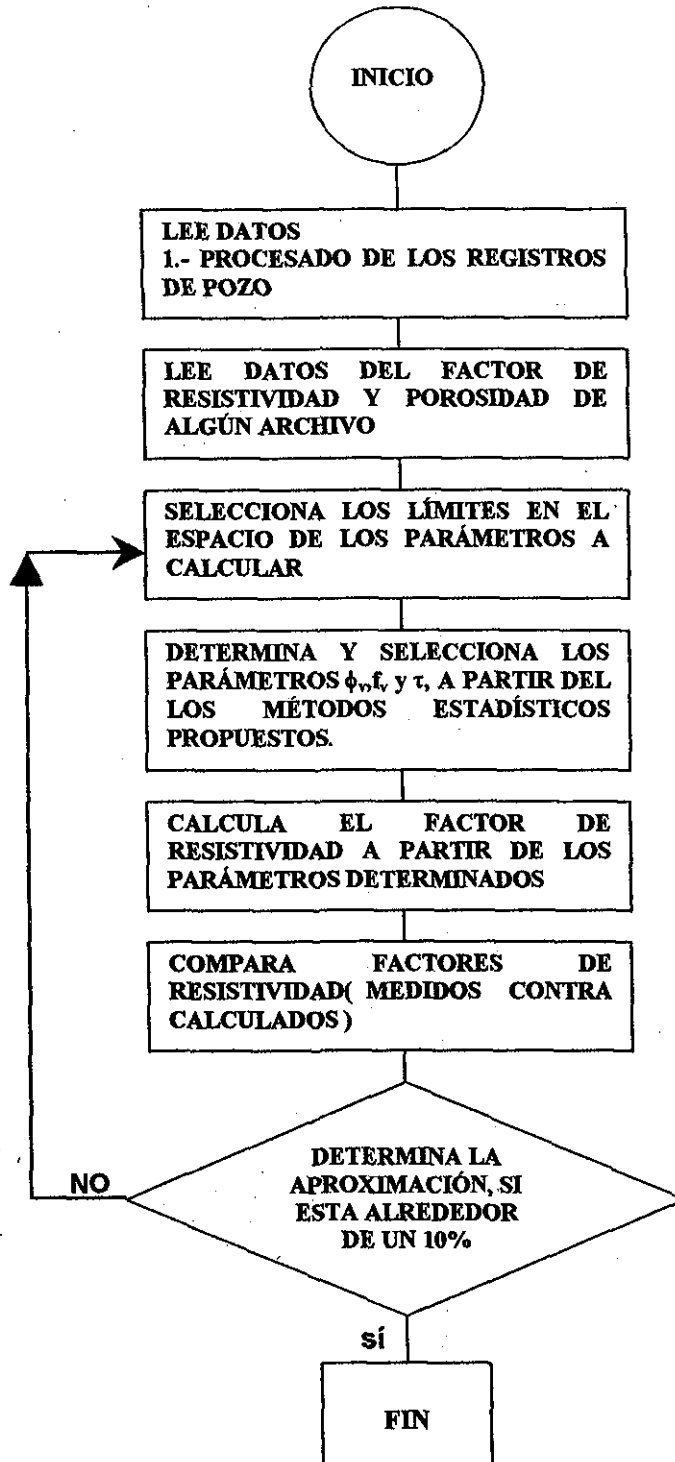 INICIO
LEE DATOS
1.- PROCESADO DE LOS REGISTROS
DE POZO
LEE DATOS DEL FACTOR DE
RESISTIVIDAD Y POROSIDAD DE
ALGÚN ARCHIVO
SELECCIONA LOS LÍMITES EN EL
ESPACIO DE LOS PARÁMETROS A
CALCULAR
DETERMINA Y SELECCIONA LOS
PARÁMETROS ϕᵥ,fᵥ y τ, A PARTIR DEL
LOS MÉTODOS ESTADÍSTICOS
PROPUESTOS.
CALCULA EL FACTOR DE
RESISTIVIDAD A PARTIR DE LOS
PARÁMETROS DETERMINADOS
COMPARA FACTORES DE
RESISTIVIDAD( MEDIDOS CONTRA
CALCULADOS )
DETERMINA LA
APROXIMACIÓN, SI
ESTA ALREDEDOR
DE UN 10%
NO
sí
FIN